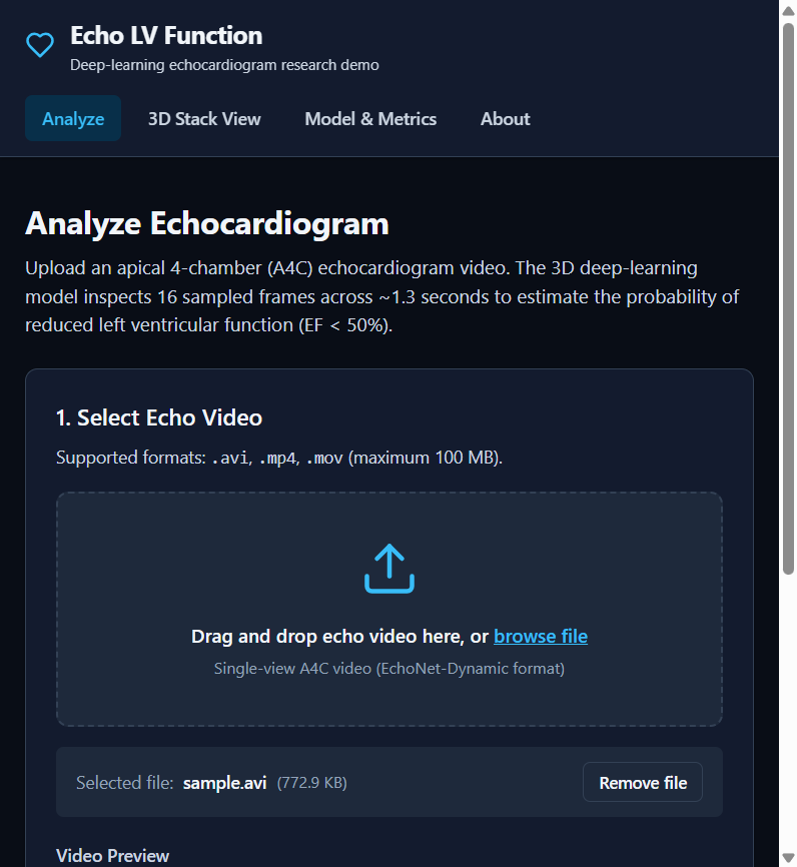 Echo LV Function
Deep-learning echocardiogram research demo
Analyze 3D Stack View Model & Metrics About
Analyze Echocardiogram
Upload an apical 4-chamber (A4C) echocardiogram video. The 3D deep-learning
model inspects 16 sampled frames across ~1.3 seconds to estimate the probability of
reduced left ventricular function (EF < 50%).
1. Select Echo Video
Supported formats: .avi, .mp4, .mov (maximum 100 MB).
Drag and drop echo video here, or browse file
Single-view A4C video (EchoNet-Dynamic format)
Selected file: sample.avi (772.9 KB) Remove file
Video Preview